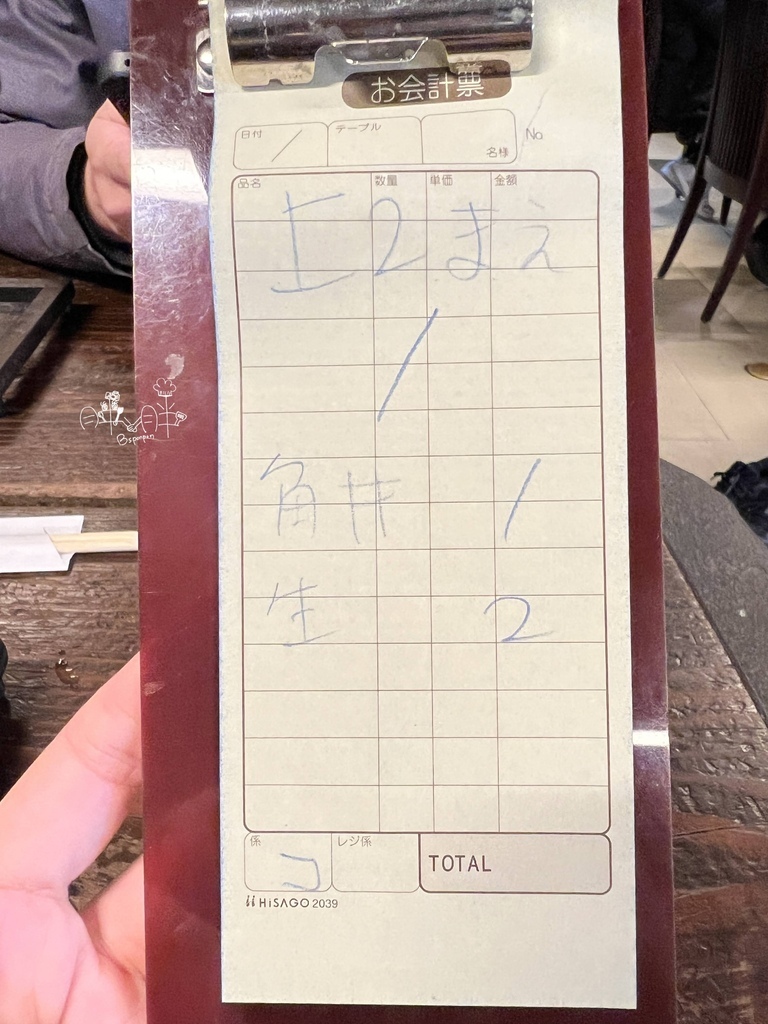 お会計票
日付 / テーブル 名様 No.
品名 数量 単価 金額
上2まえ
/
角丼 1
生 2
係 コ レジ係 TOTAL
HiSAGO 2039
Bsponpon